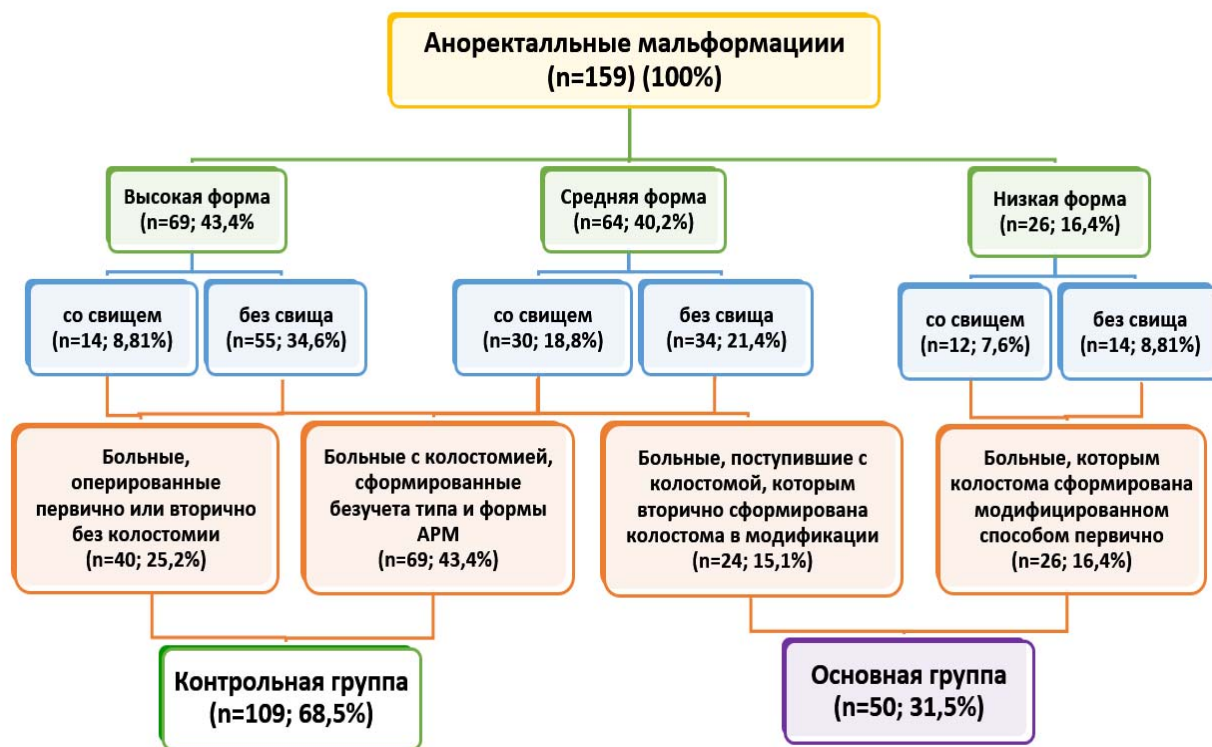 Аноректалльные мальформациии
(n=159) (100%)
Высокая форма
(n=69; 43,4%
Средняя форма
(n=64; 40,2%)
Низкая форма
(n=26; 16,4%)
со свищем
(n=14; 8,81%)
без свища
(n=55; 34,6%)
со свищем
(n=30; 18,8%)
без свища
(n=34; 21,4%)
со свищем
(n=12; 7,6%)
без свища
(n=14; 8,81%)
Больные,
оперированные
первично или вторично
без колостомии
(n=40; 25,2%)
Больные с колостомией,
сформированные
безучета типа и формы
АРМ
(n=69; 43,4%)
Больные, поступившие с
колостомой, которым
вторично сформирована
колостома в модификации
(n=24; 15,1%)
Больные, которым
колостома сформирована
модифицированном
способом первично
(n=26; 16,4%)
Контрольная группа
(n=109; 68,5%)
Основная группа
(n=50; 31,5%)